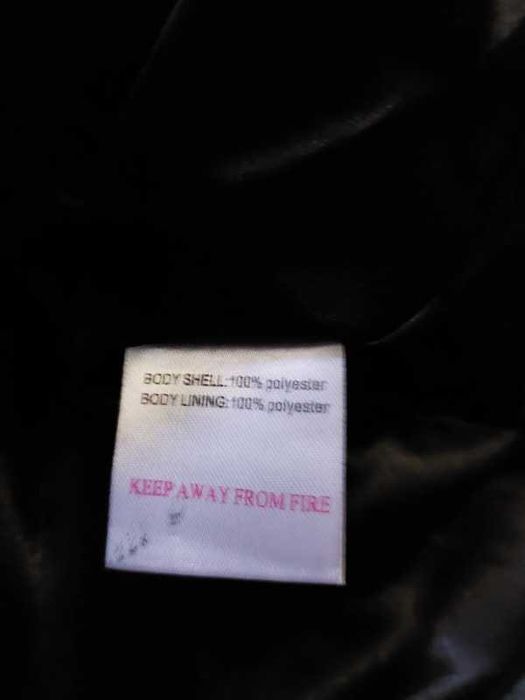 BODY SHELL:100% polyester
BODY LINING:100% polyester
KEEP AWAY FROM FIRE